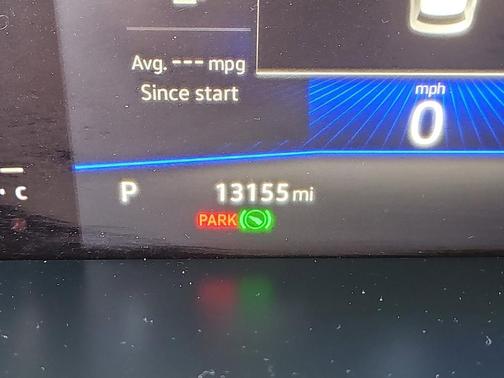 Avg. --- mpg
Since start
mph
0
C
P 13155 mi
PARK